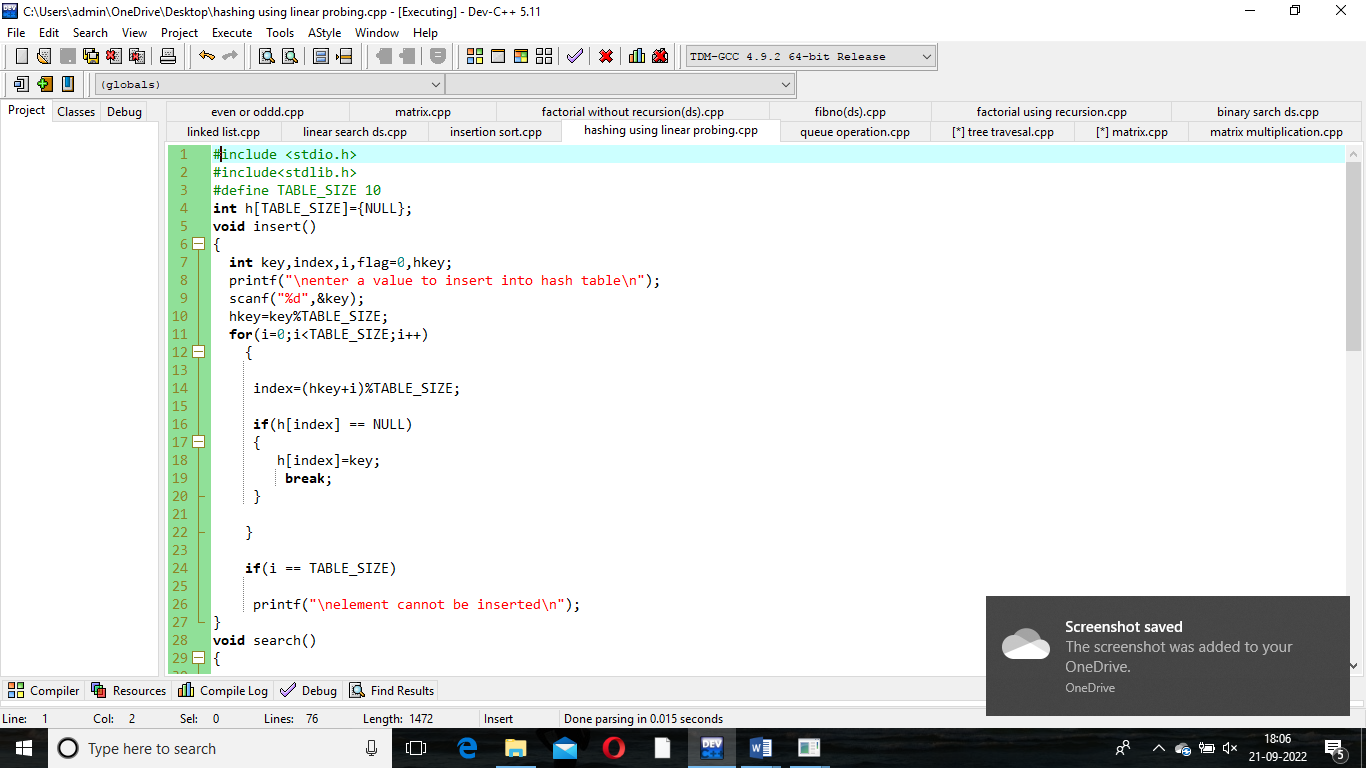 C:\Users\admin\OneDrive\Desktop\hashing using linear probing.cpp - [Executing] - Dev-C++ 5.11
File Edit Search View Project Execute Tools AStyle Window Help
TDM-GCC 4.9.2 64-bit Release
(globals)
Project Classes Debug
even or oddd.cpp matrix.cpp factorial without recursion(ds).cpp fibno(ds).cpp factorial using recursion.cpp binary sarch ds.cpp
linked list.cpp linear search ds.cpp insertion sort.cpp hashing using linear probing.cpp queue operation.cpp [*] tree travesal.cpp [*] matrix.cpp matrix multiplication.cpp
1 #include <stdio.h>
2 #include<stdlib.h>
3 #define TABLE_SIZE 10
4 int h[TABLE_SIZE]={NULL};
5 void insert()
6 {
7 int key,index,i,flag=0,hkey;
8 printf("\nenter a value to insert into hash table\n");
9 scanf("%d",&key);
10 hkey=key%TABLE_SIZE;
11 for(i=0;i<TABLE_SIZE;i++)
12 {
13
14 index=(hkey+i)%TABLE_SIZE;
15
16 if(h[index] == NULL)
17 {
18 h[index]=key;
19 break;
20 }
21
22 }
23
24 if(i == TABLE_SIZE)
25
26 printf("\nelement cannot be inserted\n");
27 }
28 void search()
29 {
Screenshot saved
The screenshot was added to your
OneDrive.
OneDrive
Compiler Resources Compile Log Debug Find Results
Line: 1 Col: 2 Sel: 0 Lines: 76 Length: 1472 Insert Done parsing in 0.015 seconds
Type here to search
DEV
18:06
21-09-2022
5